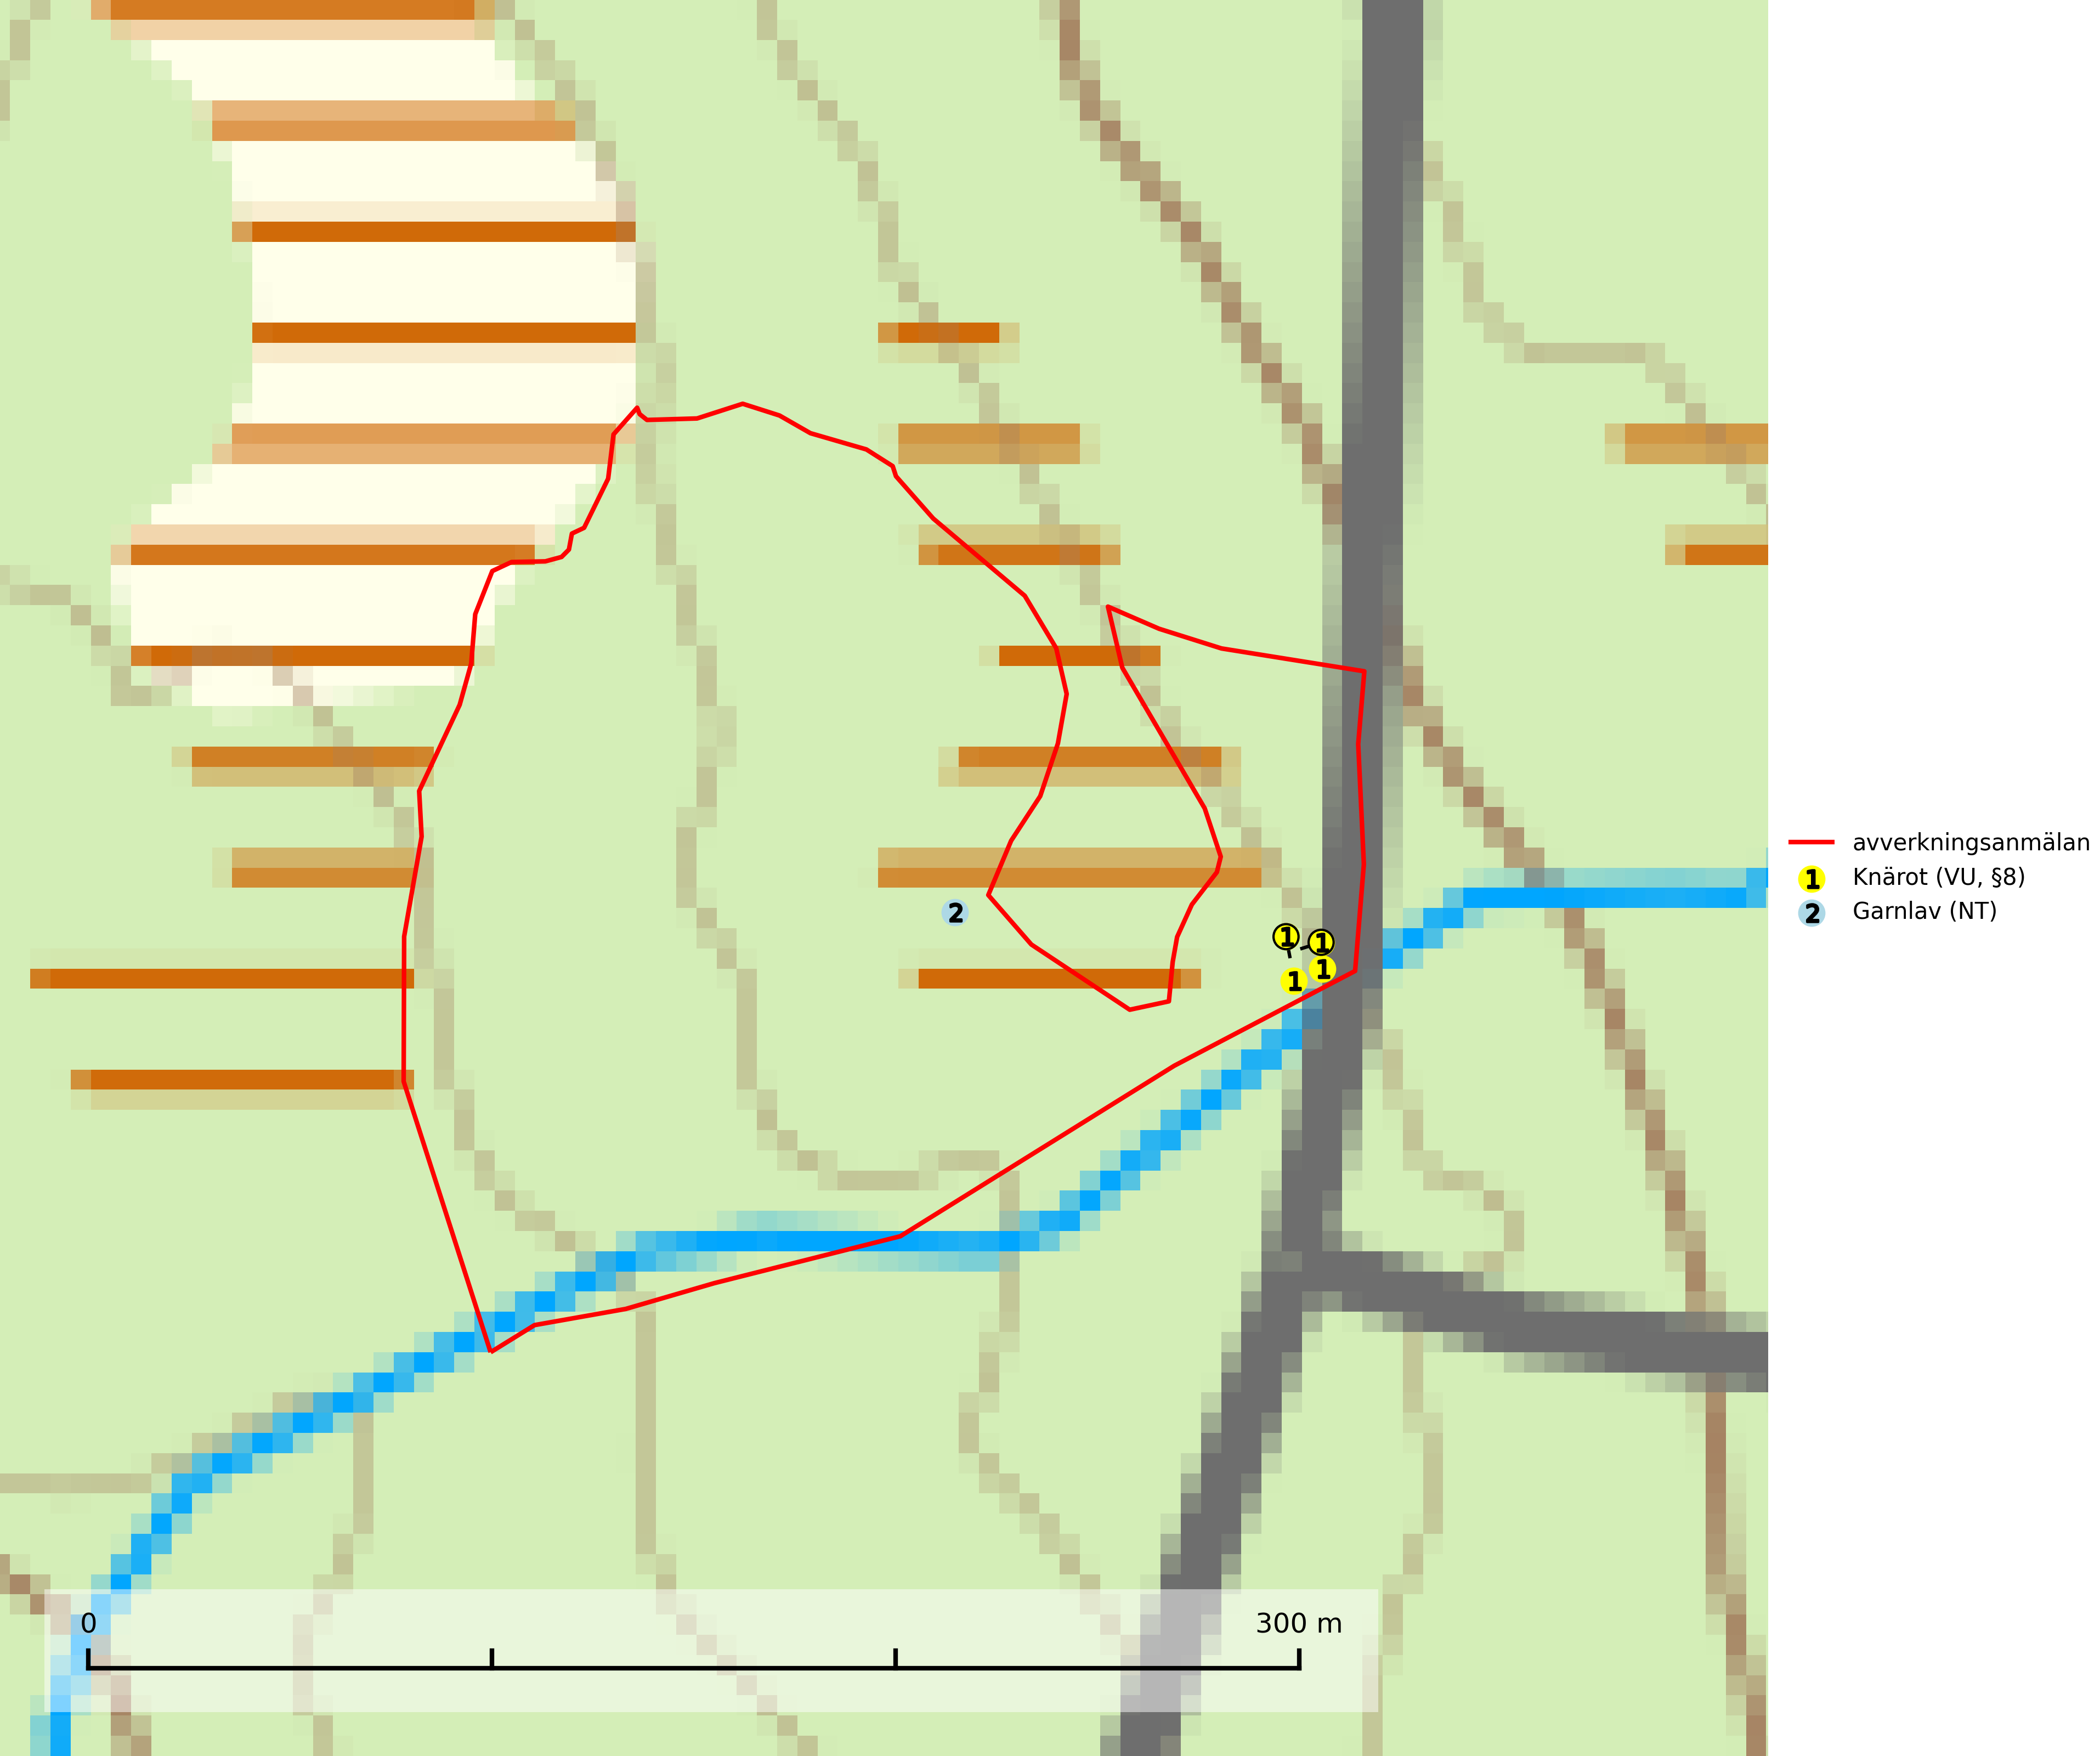 2
1
1
1
1
avverkningsanmälan
1 Knärot (VU, §8)
2 Garnlav (NT)
0 300 m